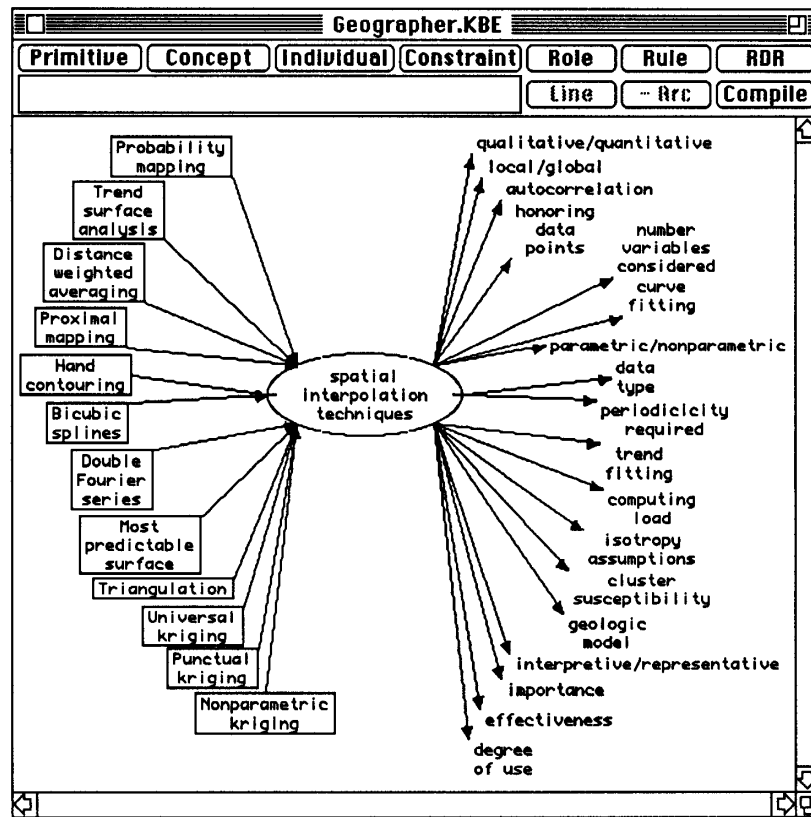 Geographer.KBE
Primitive
Concept
Individual
Constraint
Role
Rule
RDR
Line
Arc
Compile
Probability
mapping
Trend
surface
analysis
Distance
weighted
averaging
Proximal
mapping
Hand
contouring
Bicubic
splines
Double
Fourier
series
Most
predictable
surface
Triangulation
Universal
kriging
Punctual
kriging
Nonparametric
kriging
spatial
interpolation
techniques
qualitative/quantitative
local/global
autocorrelation
honoring
data
points
number
variables
considered
curve
fitting
parametric/nonparametric
data
type
periodiclcity
required
trend
fitting
computing
load
isotropy
assumptions
cluster
susceptibility
geologic
model
interpretive/representative
importance
effectiveness
degree
of use